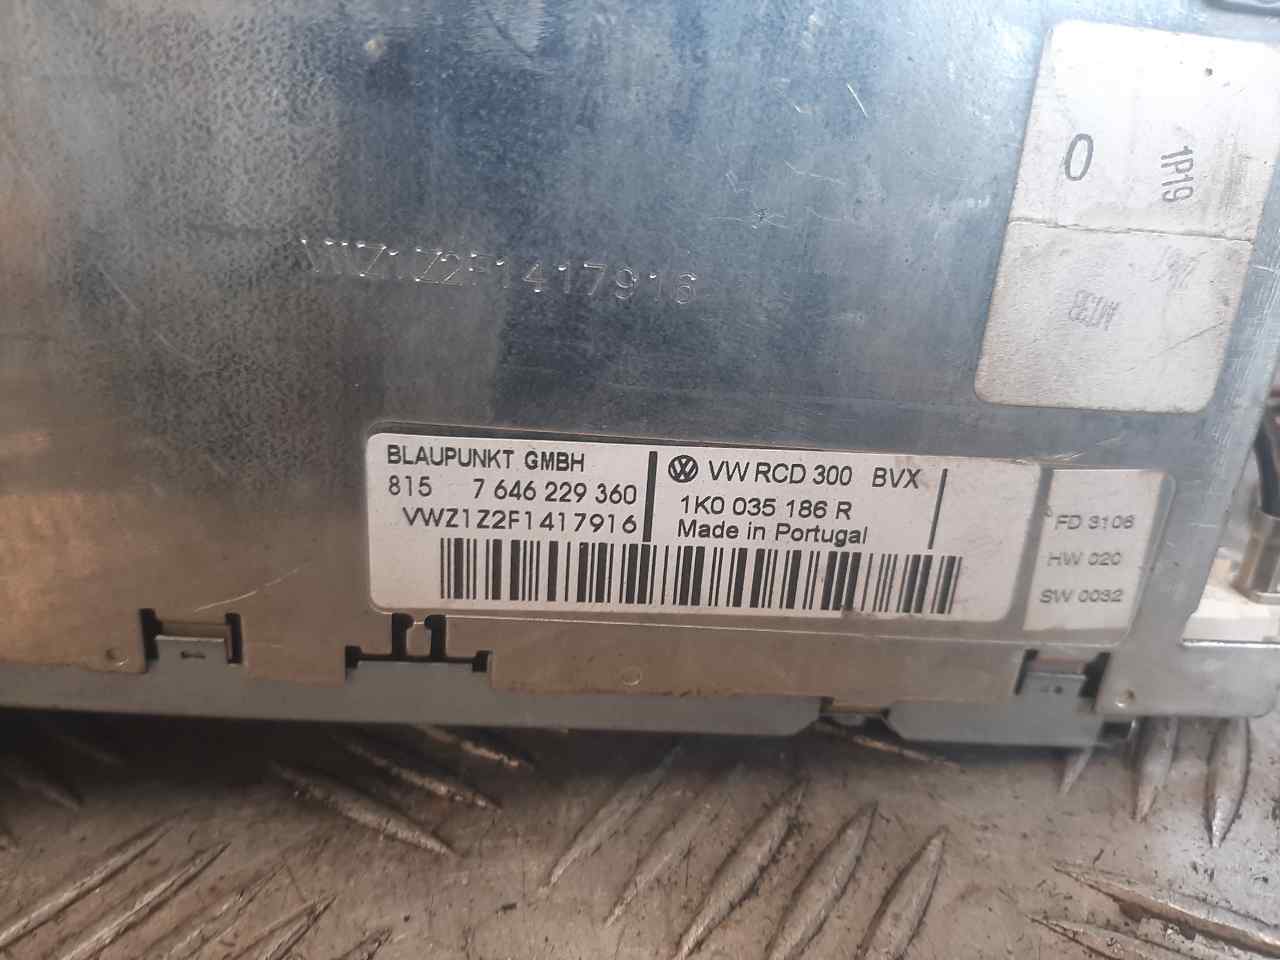 0
1P19
VWZ1Z2F1417916
BLAUPUNKT GMBH
815 7 646 229 360
VWZ1Z2F1417916
VW RCD 300 BVX
1K0 035 186 R
Made in Portugal
FD 3106
HW 020
SW 0032